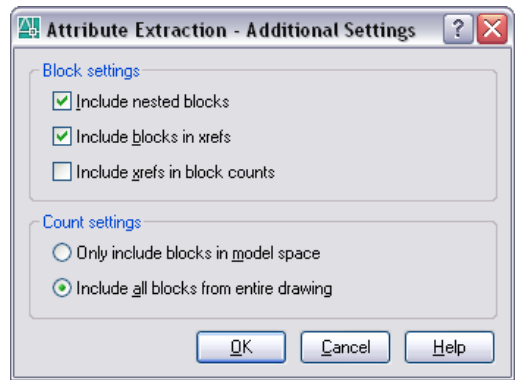 Attribute Extraction - Additional Settings
Block settings
Include nested blocks
Include blocks in xrefs
Include xrefs in block counts
Count settings
Only include blocks in model space
Include all blocks from entire drawing
OK Cancel Help